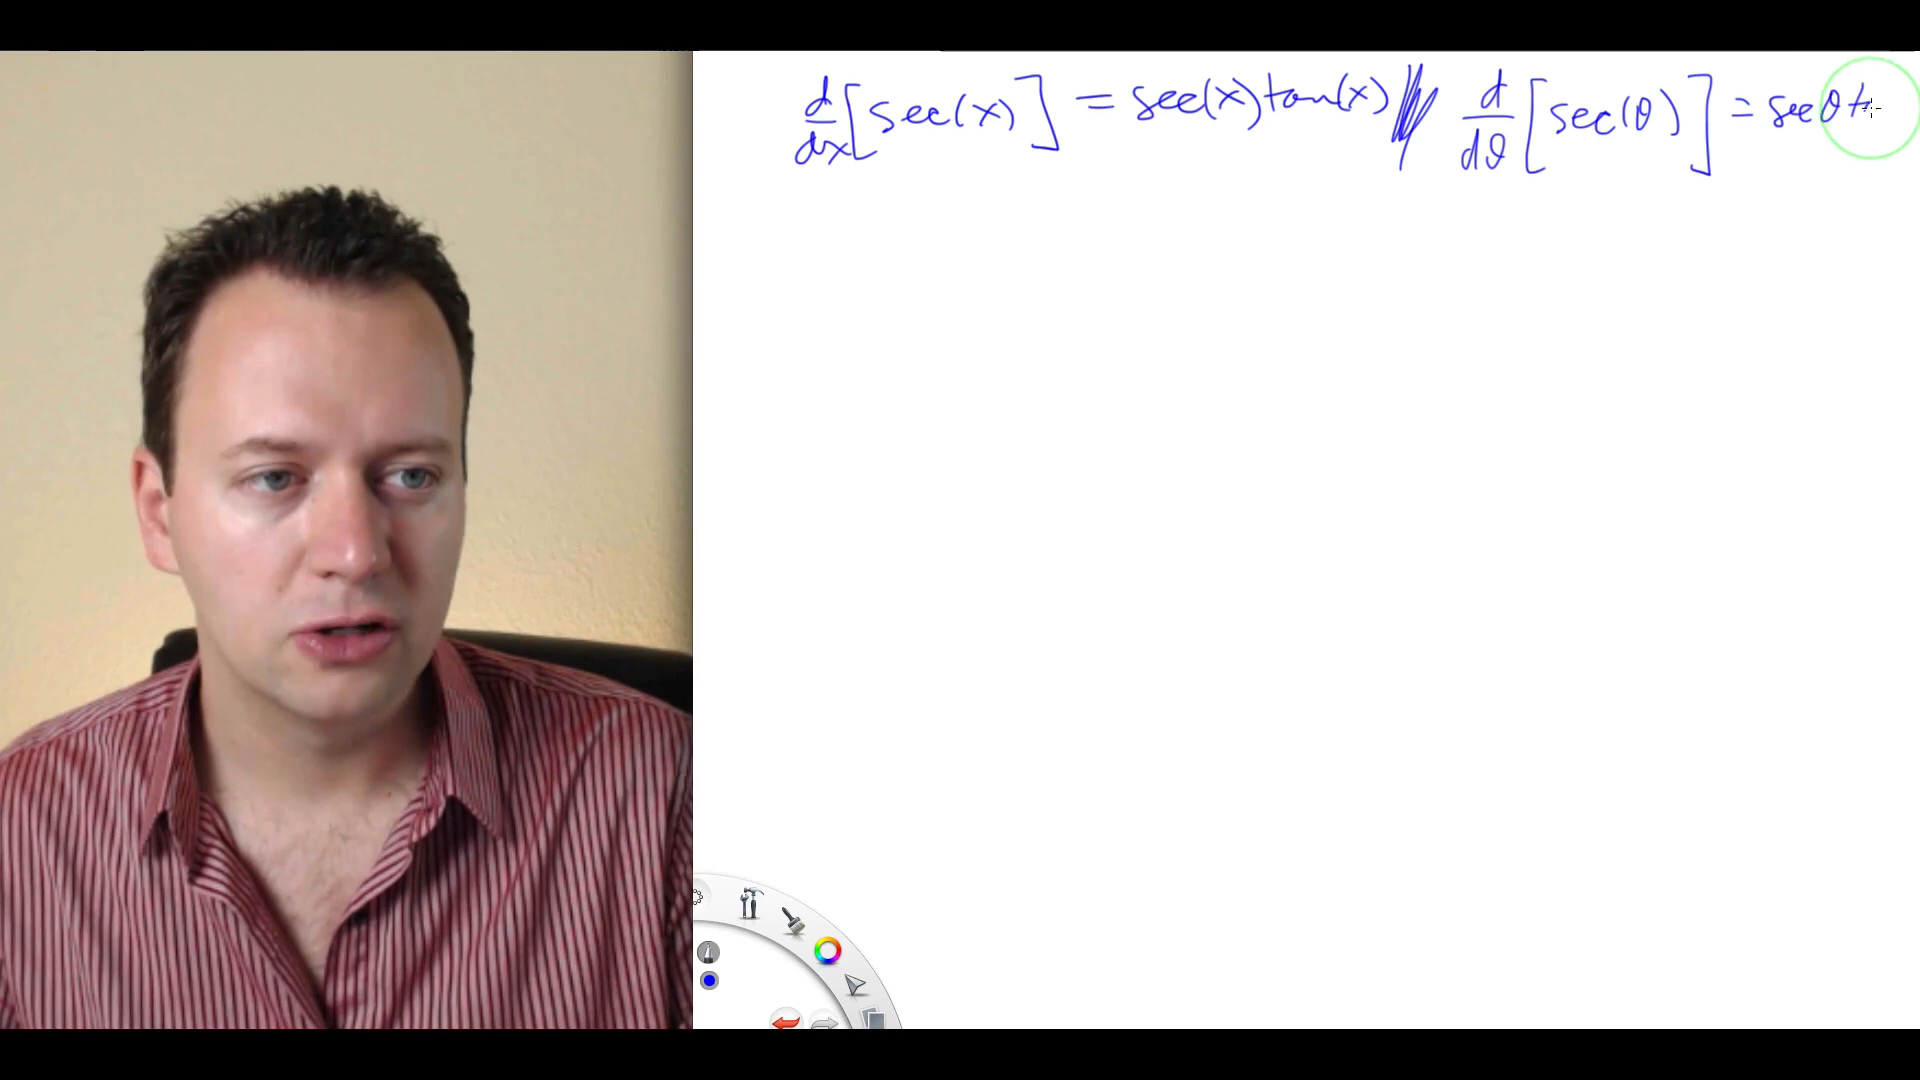 d/dx[sec(x)] = sec(x)tan(x) d/dθ[sec(θ)] = secθ t